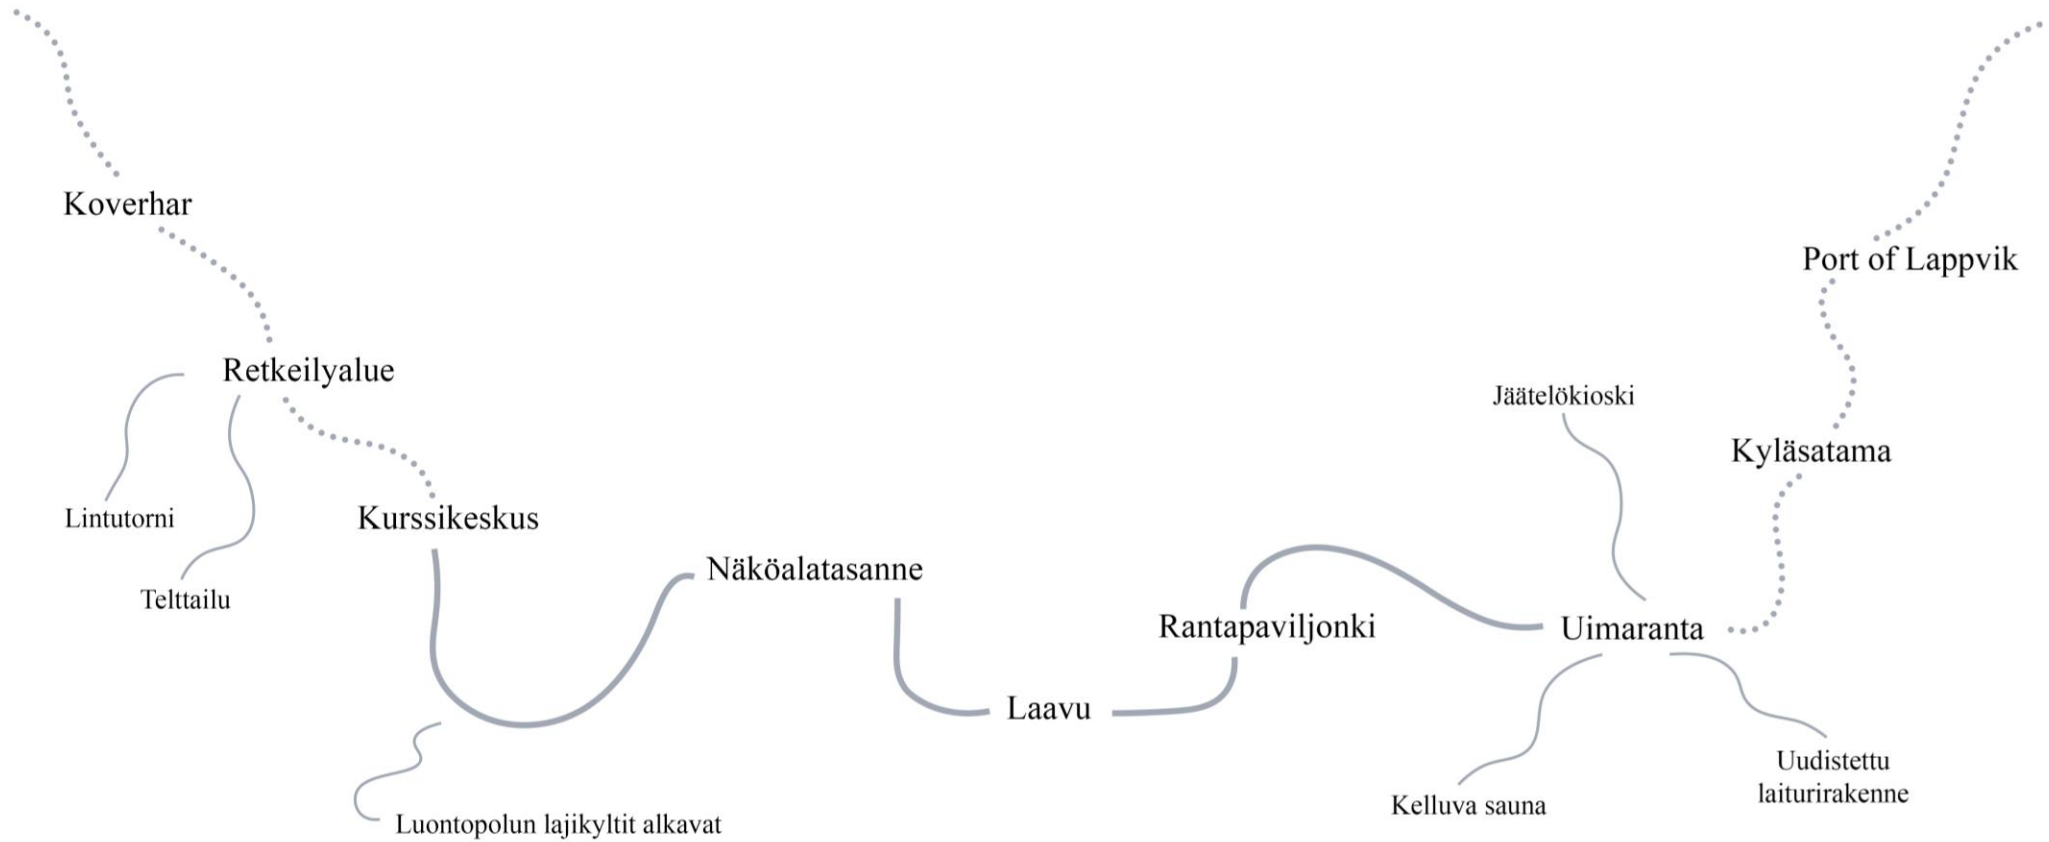 Koverhar
Port of Lappvik
Retkeilyalue
Jäätelökioski
Kyläsatama
Lintutorni
Kurssikeskus
Näköalatasanne
Telttailu
Rantapaviljonki
Uimaranta
Laavu
Uudistettu
laiturirakenne
Kelluva sauna
Luontopolun lajikyltit alkavat